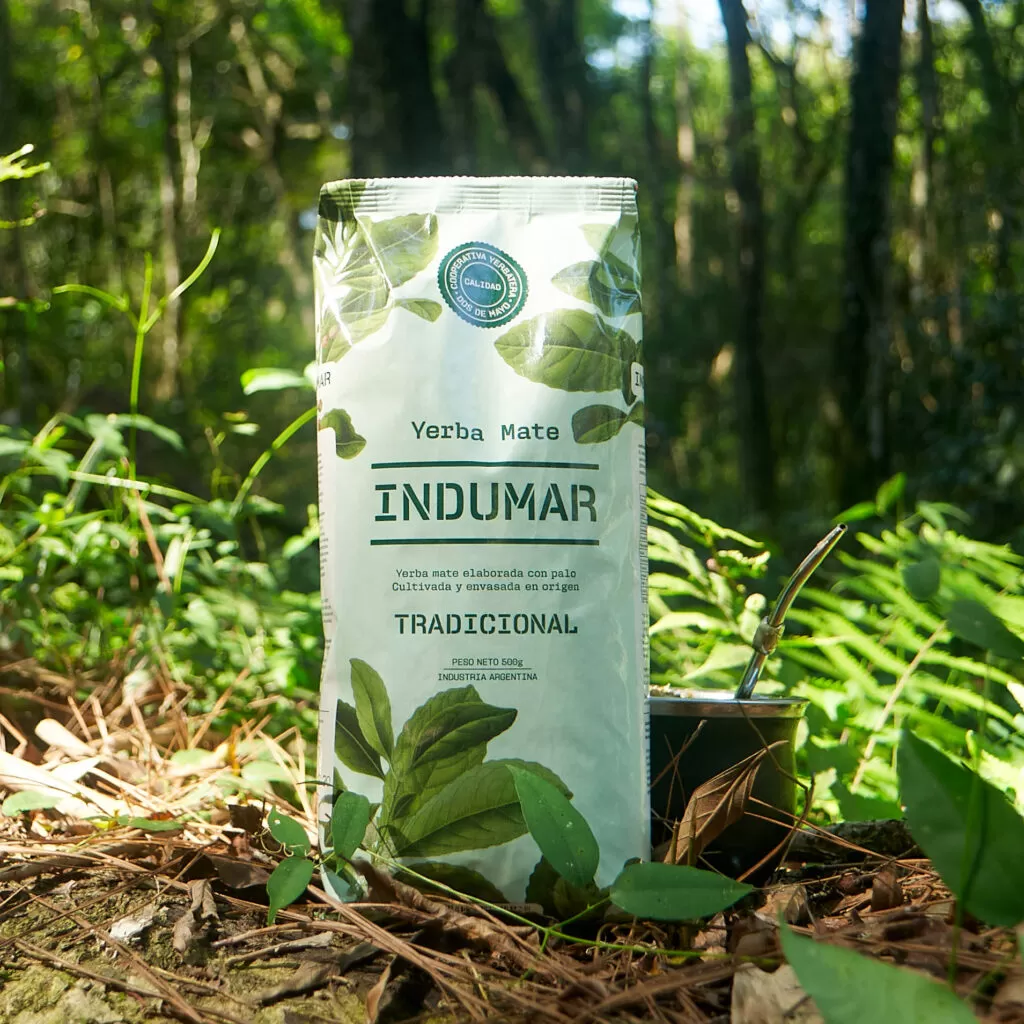 COOPERATIVA YERBATERA
CALIDAD
DOS DE MAYO
Yerba Mate
INDUMAR
Yerba mate elaborada con palo
Cultivada y envasada en origen
TRADICIONAL
PESO NETO 500g
INDUSTRIA ARGENTINA